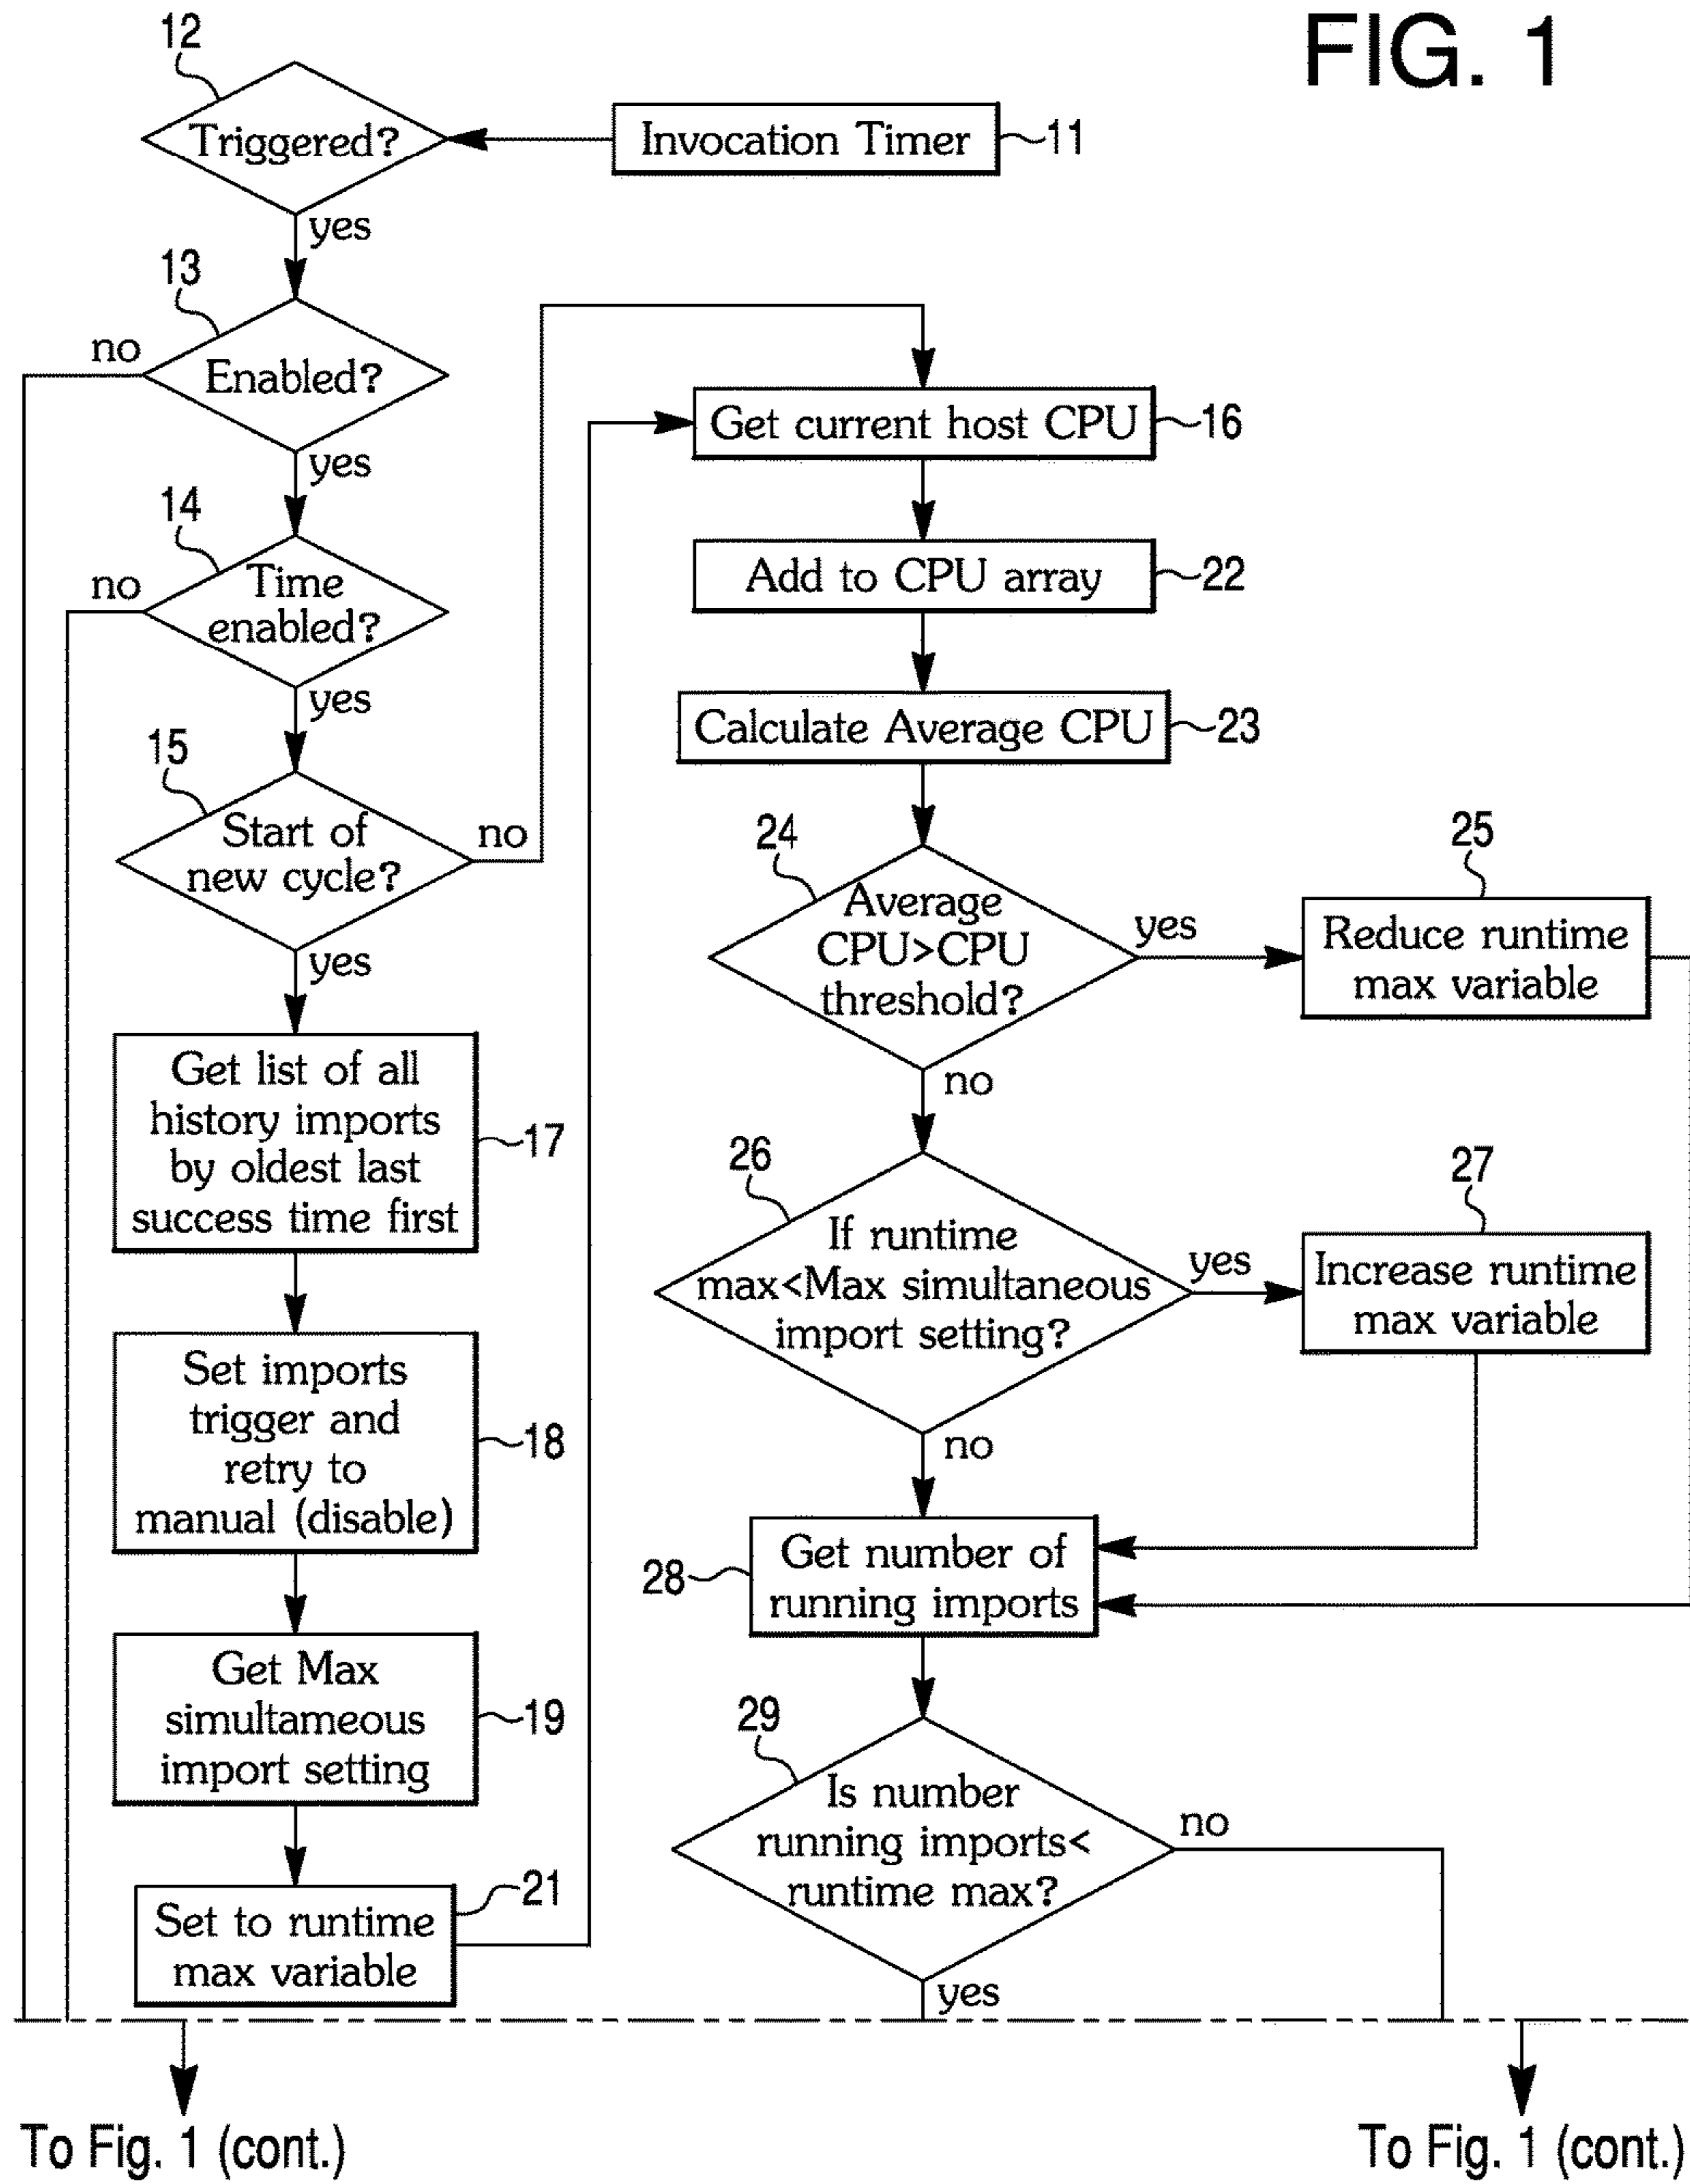 FIG. 1
12
Triggered?
Invocation Timer
11
yes
13
no
Enabled?
yes
14
no
Time
enabled?
yes
15
Start of
new cycle?
no
yes
Get list of all
history imports
by oldest last
success time first
17
Set imports
trigger and
retry to
manual (disable)
18
Get Max
simultameous
import setting
19
Set to runtime
max variable
21
Get current host CPU
16
Add to CPU array
22
Calculate Average CPU
23
24
Average
CPU>CPU
threshold?
yes
25
Reduce runtime
max variable
no
26
If runtime
max<Max simultaneous
import setting?
yes
27
Increase runtime
max variable
no
28
Get number of
running imports
29
Is number
running imports<
runtime max?
no
yes
To Fig. 1 (cont.)
To Fig. 1 (cont.)